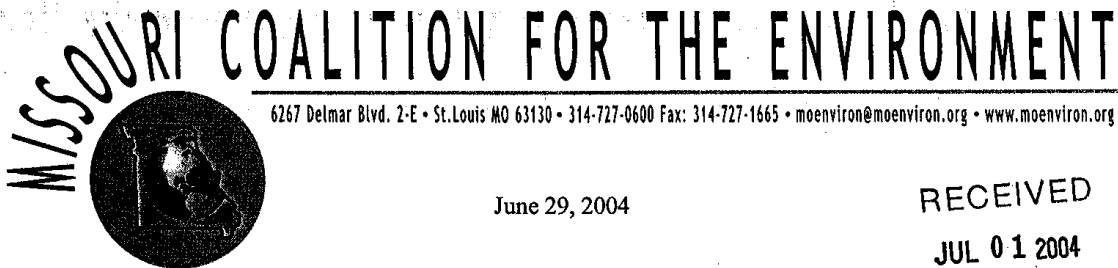 MISSOURI COALITION FOR THE ENVIRONMENT
6267 Delmar Blvd. 2-E • St.Louis MO 63130 • 314-727-0600 Fax: 314-727-1665 • moenviron@moenviron.org • www.moenviron.org
June 29, 2004
RECEIVED
JUL 01 2004